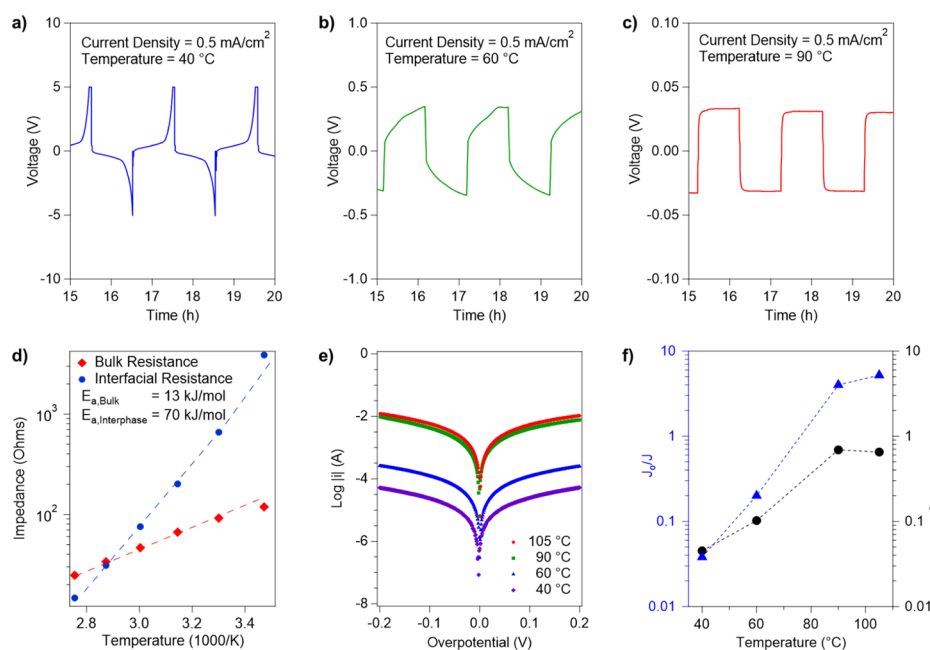 a)
Current Density = 0.5 mA/cm²
Temperature = 40 °C
Voltage (V)
10
5
0
-5
-10
15 16 17 18 19 20
Time (h)
b)
Current Density = 0.5 mA/cm²
Temperature = 60 °C
Voltage (V)
1.0
0.5
0.0
-0.5
-1.0
15 16 17 18 19 20
Time (h)
c)
Current Density = 0.5 mA/cm²
Temperature = 90 °C
Voltage (V)
0.10
0.05
0.00
-0.05
-0.10
15 16 17 18 19 20
Time (h)
d)
Bulk Resistance
Interfacial Resistance
Ea,Bulk = 13 kJ/mol
Ea,Interphase = 70 kJ/mol
Impedance (Ohms)
10³
10²
2.8 3.0 3.2 3.4
Temperature (1000/K)
e)
Log |I| (A)
0
-2
-4
-6
-8
105 °C
90 °C
60 °C
40 °C
-0.2 -0.1 0.0 0.1 0.2
Overpotential (V)
f)
Jₒ/J
10
1
0.1
0.01
10
1
0.1
0.01
40 60 80 100
Temperature (°C)